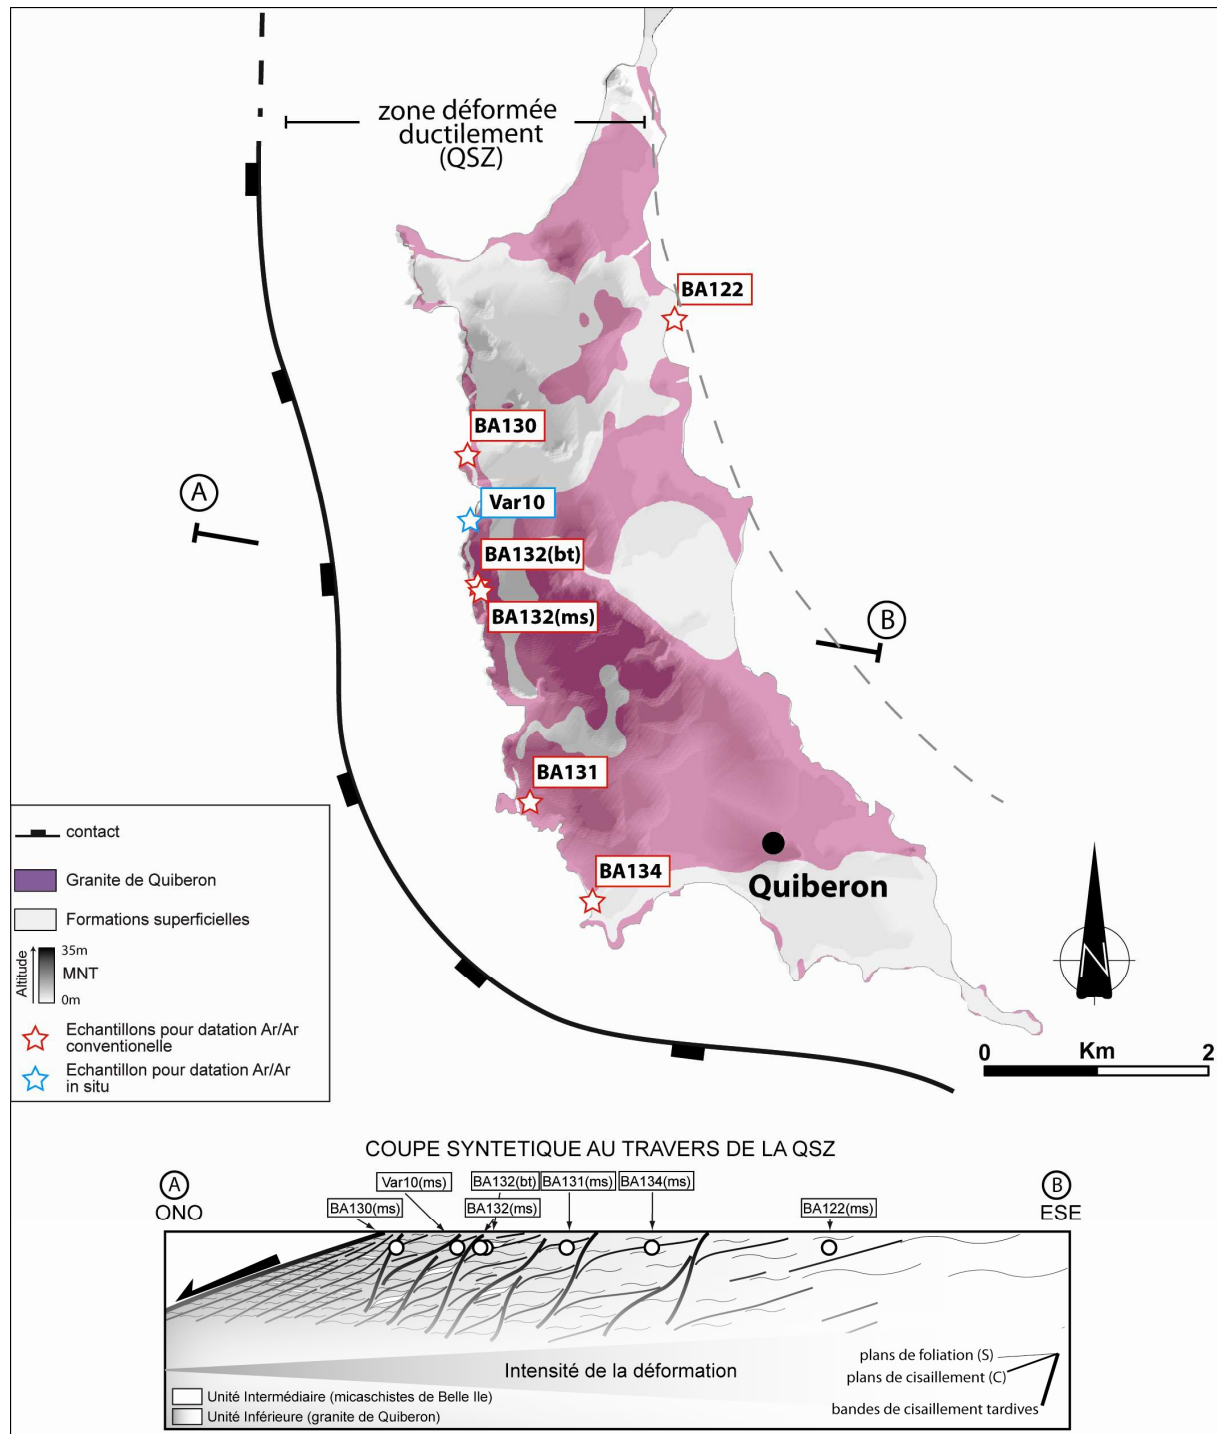 zone déformée
ductilement
(QSZ)
BA122
BA130
A
Var10
BA132(bt)
BA132(ms)
B
BA131
BA134
Quiberon
contact
Granite de Quiberon
Formations superficielles
Altitude
35m
MNT
0m
Echantillons pour datation Ar/Ar
conventionelle
Echantillon pour datation Ar/Ar
in situ
N
0 Km 2
COUPE SYNTETIQUE AU TRAVERS DE LA QSZ
A
ONO
Var10(ms)
BA132(bt)
BA131(ms)
BA134(ms)
B
ESE
BA130(ms)
BA132(ms)
BA122(ms)
Intensité de la déformation
plans de foliation (S)
plans de cisaillement (C)
bandes de cisaillement tardives
Unité Intermédiaire (micaschistes de Belle Ile)
Unité Inférieure (granite de Quiberon)